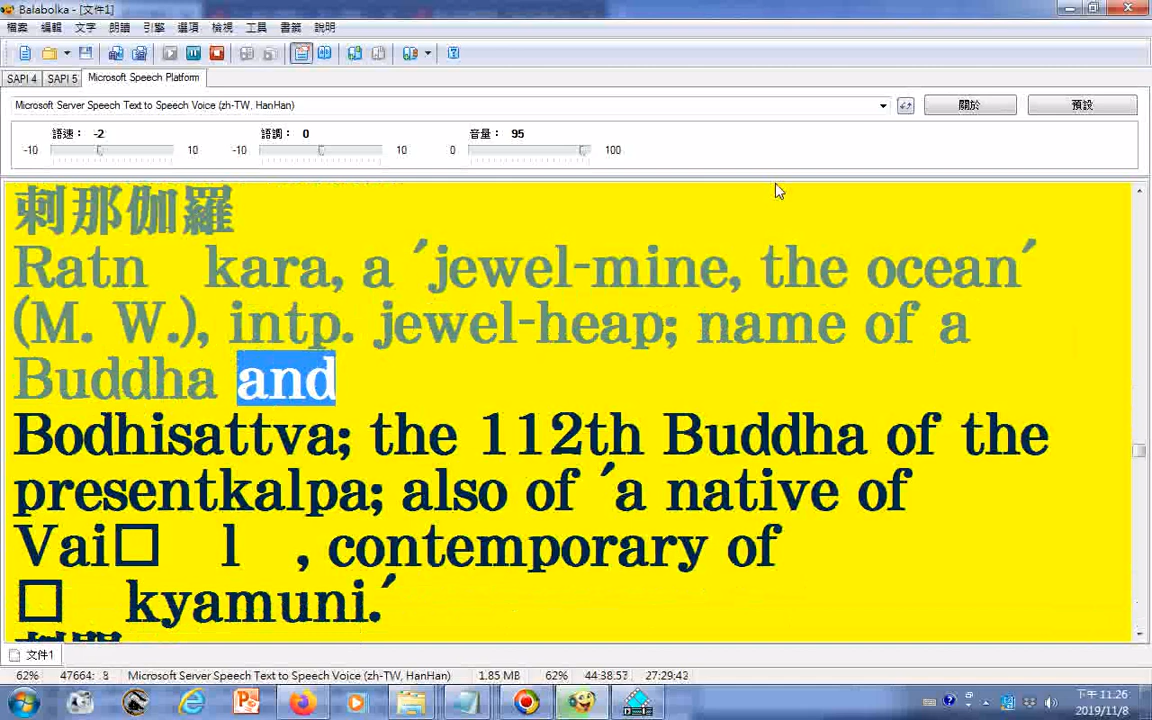 Balabolka - [文件1]
檔案 編輯 文字 朗讀 引擎 選項 檢視 工具 書籤 說明
SAPI 4 SAPI 5 Microsoft Speech Platform
Microsoft Server Speech Text to Speech Voice (zh-TW, HanHan)
關於 預設
語速： -2 語調： 0 音量： 95
-10 10 -10 10 0 100
剌那伽羅
Ratn kara, a ´jewel-mine, the ocean´
(M. W.), intp. jewel-heap; name of a
Buddha and
Bodhisattva; the 112th Buddha of the
presentkalpa; also of ´a native of
Vai□ l , contemporary of
□ kyamuni.´
文件1
62% 47664: 8 Microsoft Server Speech Text to Speech Voice (zh-TW, HanHan) 1.85 MB 62% 44:38.53 27:29:43
下午 11:26
2019/11/8